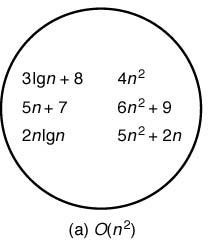 3lgn + 8 4n²
5n + 7 6n² + 9
2nlgn 5n² + 2n
(a) O(n²)